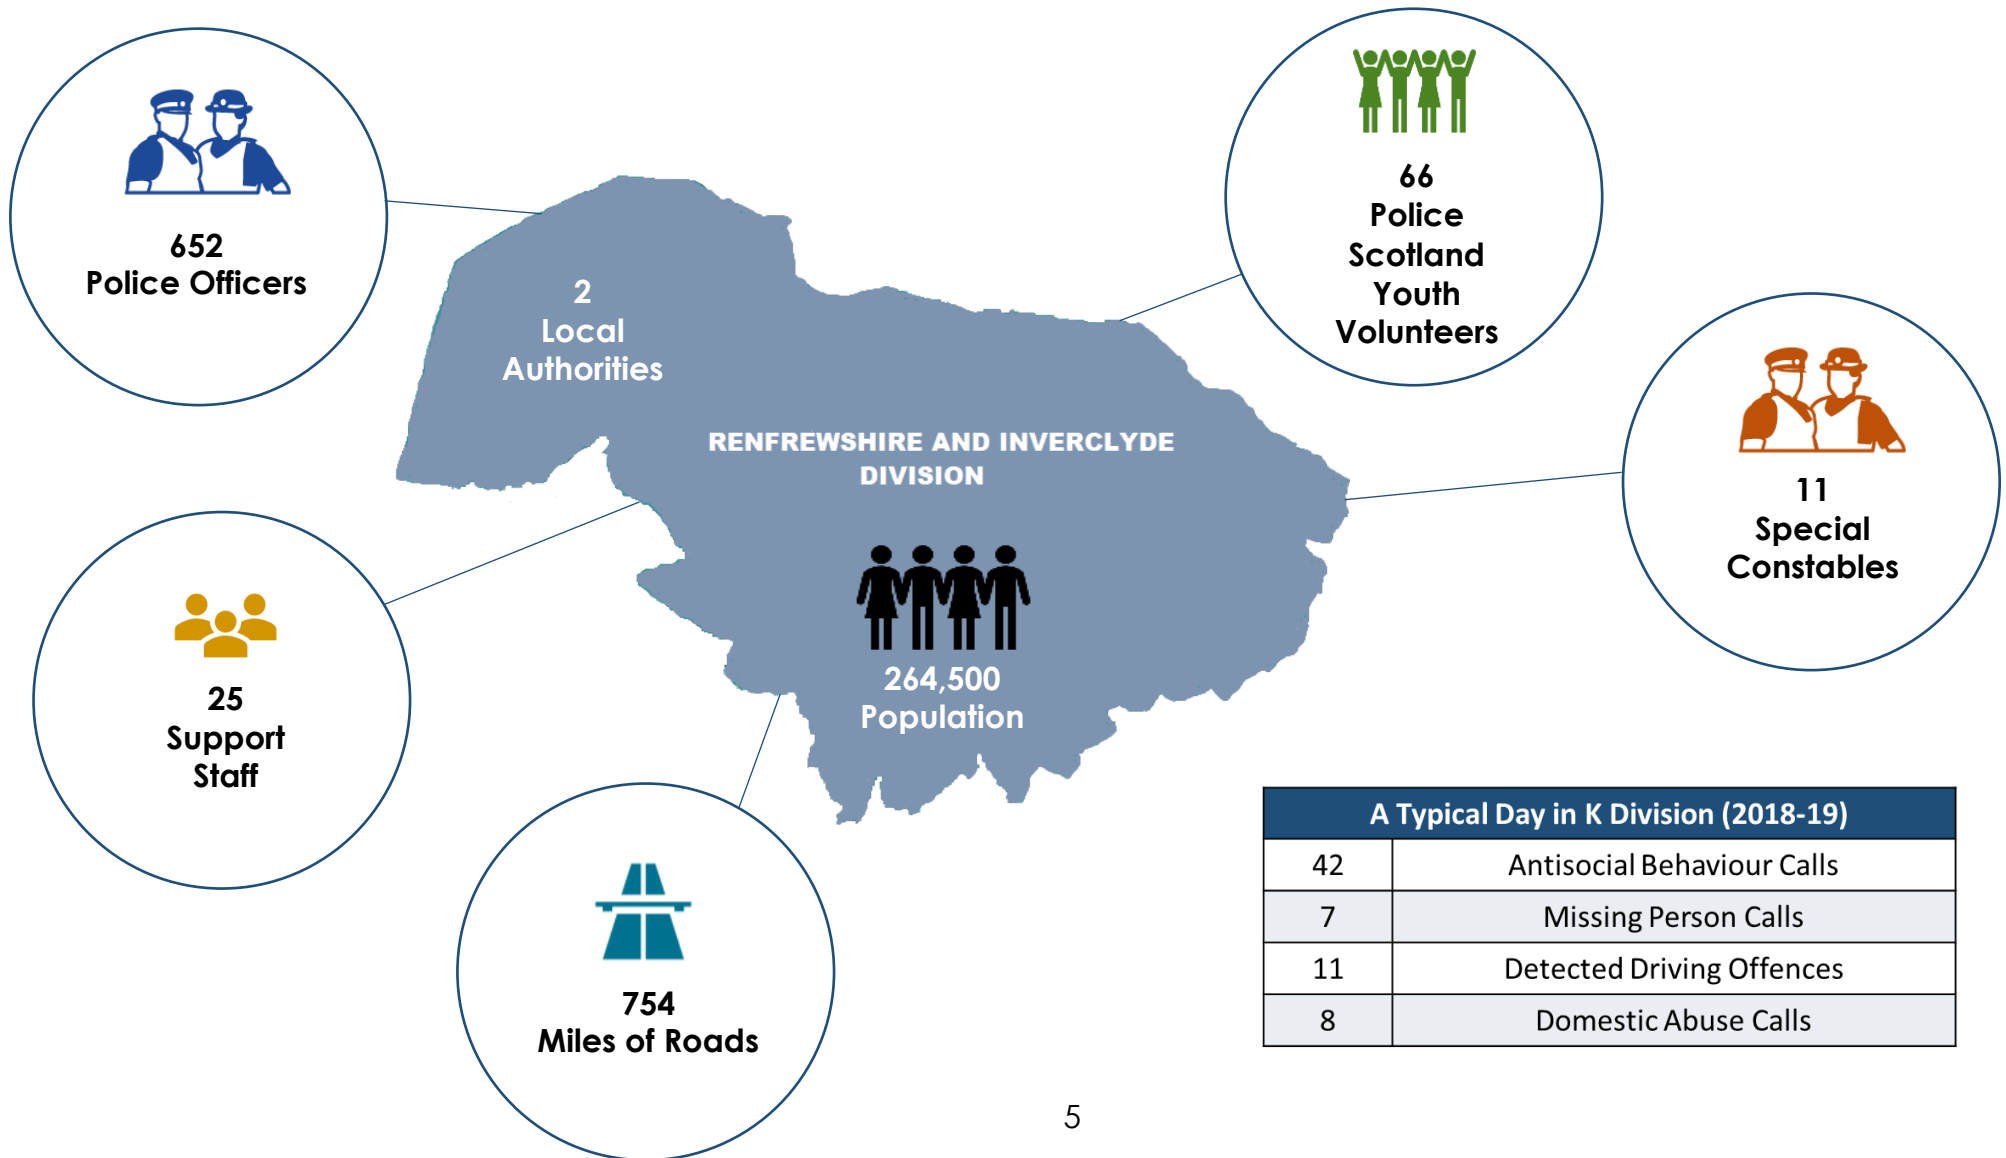 652
Police Officers
66
Police
Scotland
Youth
Volunteers
2
Local
Authorities
RENFREWSHIRE AND INVERCLYDE
DIVISION
11
Special
Constables
25
Support
Staff
264,500
Population
754
Miles of Roads
A Typical Day in K Division (2018-19)
42 Antisocial Behaviour Calls
7 Missing Person Calls
11 Detected Driving Offences
8 Domestic Abuse Calls
5